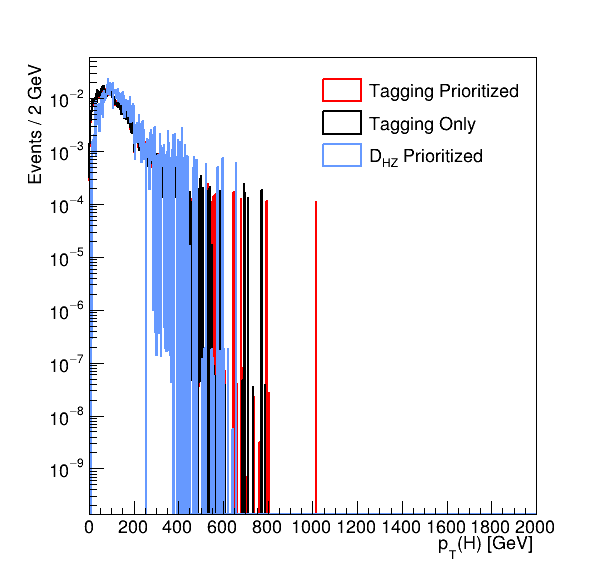 Events / 2 GeV
10⁻²
10⁻³
10⁻⁴
10⁻⁵
10⁻⁶
10⁻⁷
10⁻⁸
10⁻⁹
Tagging Prioritized
Tagging Only
D_HZ Prioritized
0 200 400 600 800 1000 1200 1400 1600 1800 2000
p_T(H) [GeV]